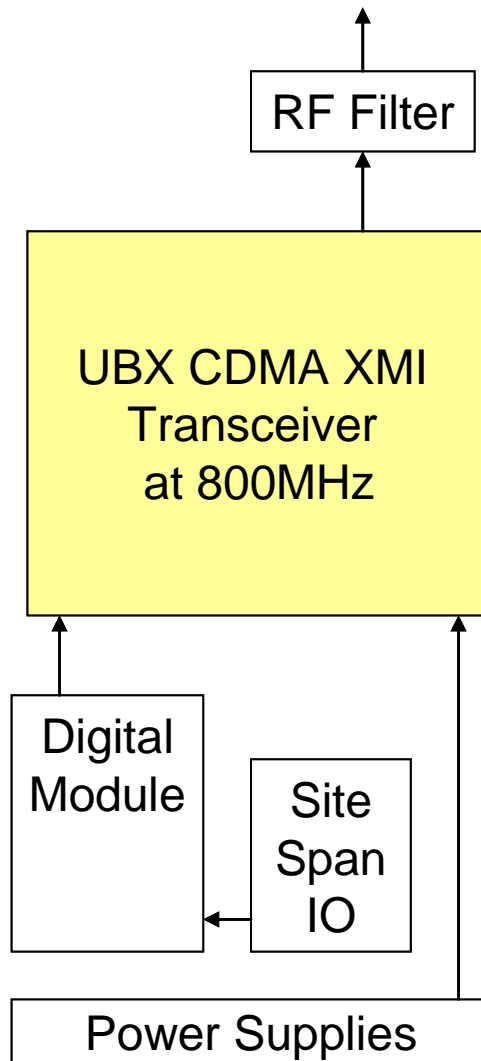 RF Filter
UBX CDMA XMI
Transceiver
at 800MHz
Digital
Module
Site
Span
IO
Power Supplies